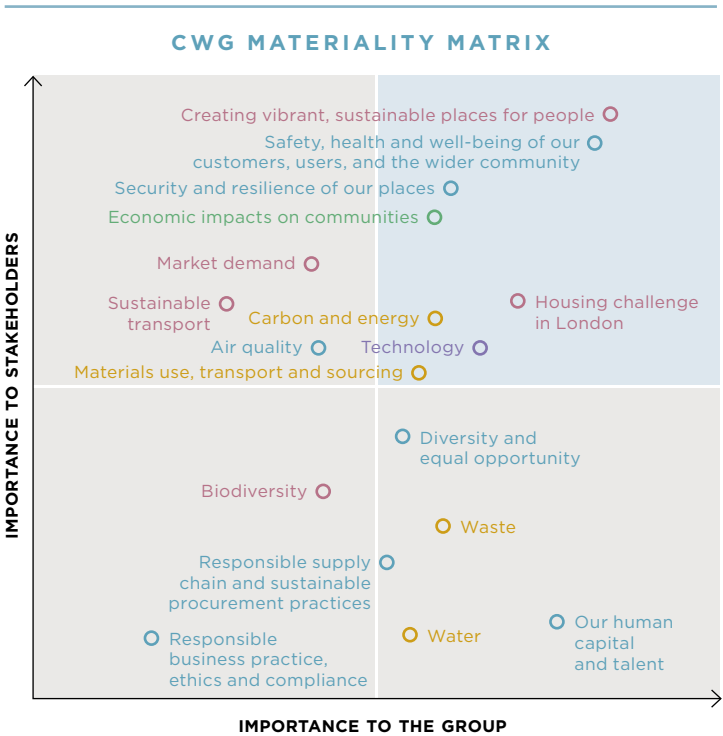 CWG MATERIALITY MATRIX
Creating vibrant, sustainable places for people
Safety, health and well-being of our
customers, users, and the wider community
Security and resilience of our places
Economic impacts on communities
Market demand
Sustainable
transport
Housing challenge
in London
Carbon and energy
Air quality
Technology
Materials use, transport and sourcing
Diversity and
equal opportunity
Biodiversity
Waste
Responsible supply
chain and sustainable
procurement practices
Responsible
business practice,
ethics and compliance
Water
Our human
capital
and talent
IMPORTANCE TO STAKEHOLDERS
IMPORTANCE TO THE GROUP